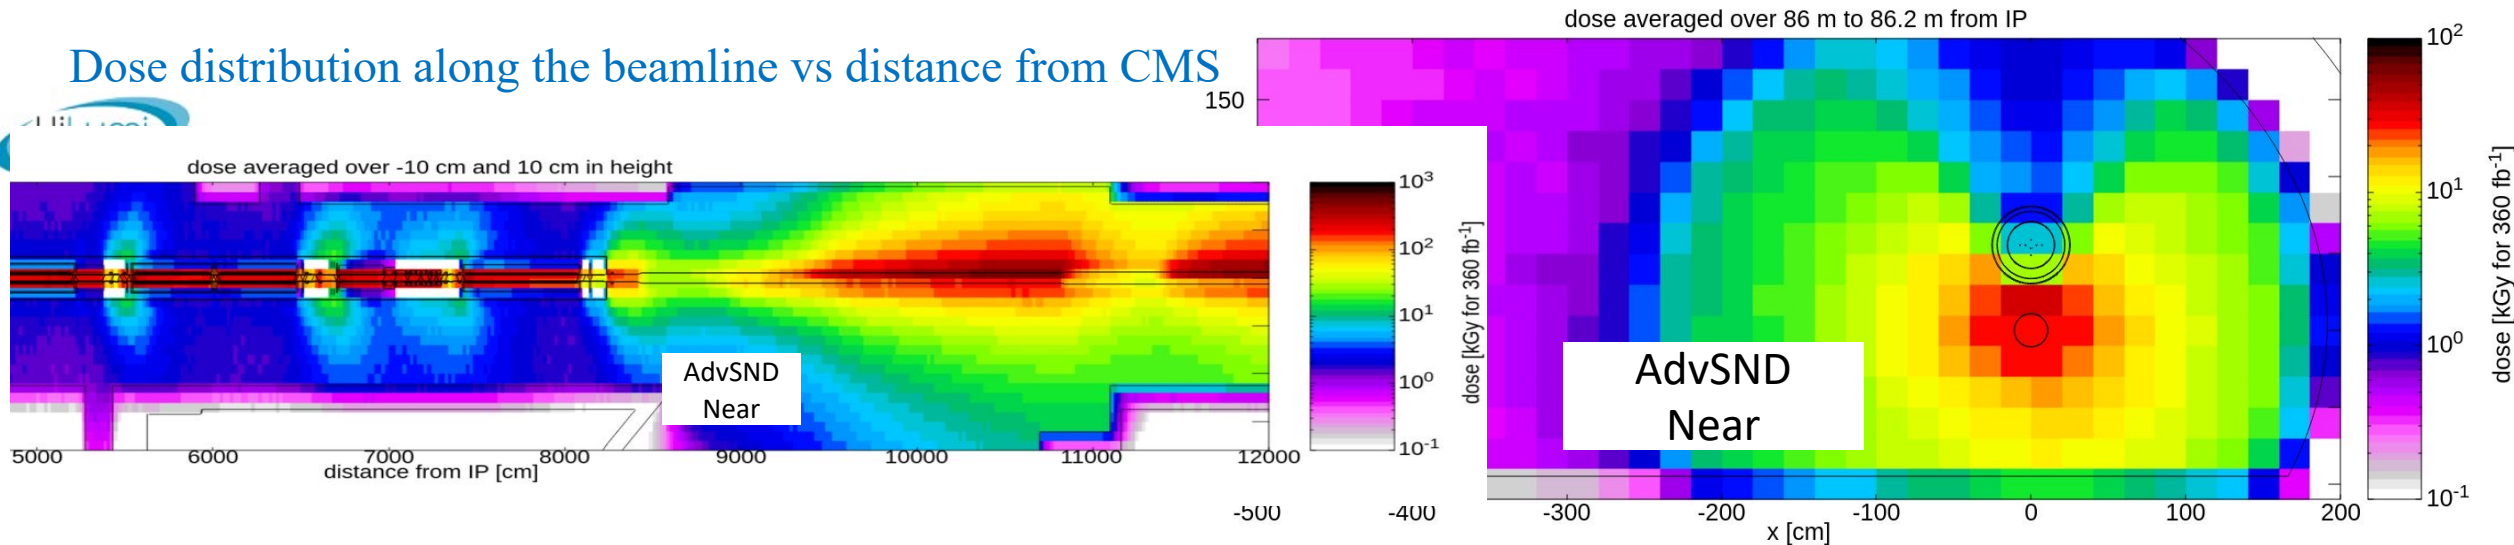 Dose distribution along the beamline vs distance from CMS
dose averaged over -10 cm and 10 cm in height
10³
10²
10¹
10⁰
10⁻¹
dose [kGy for 360 fb⁻¹]
AdvSND
Near
5000 6000 7000 8000 9000 10000 11000 12000
distance from IP [cm]
dose averaged over 86 m to 86.2 m from IP
150
10²
10¹
10⁰
10⁻¹
dose [kGy for 360 fb⁻¹]
AdvSND
Near
-500 -400 -300 -200 -100 0 100 200
x [cm]